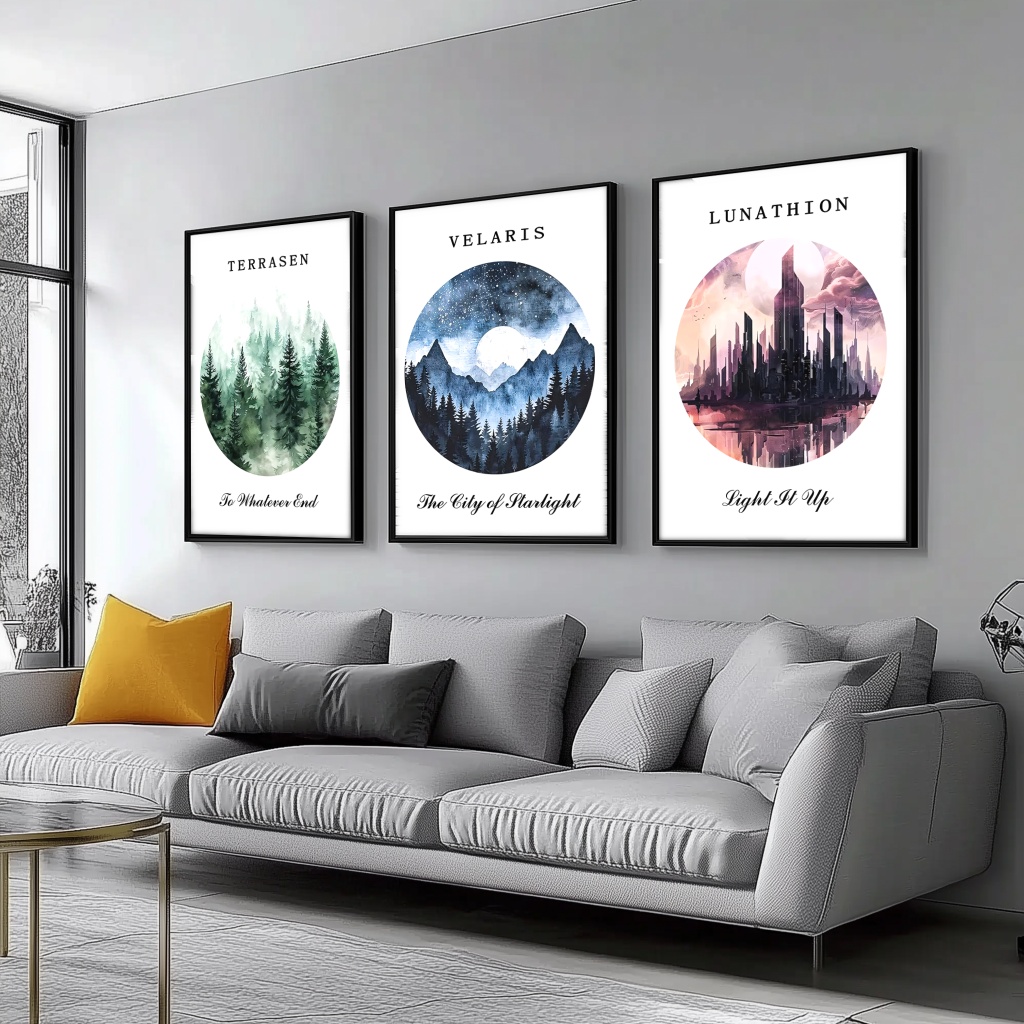 TERRASEN
To Whatever End
VELARIS
The City of Starlight
LUNATHION
Light It Up